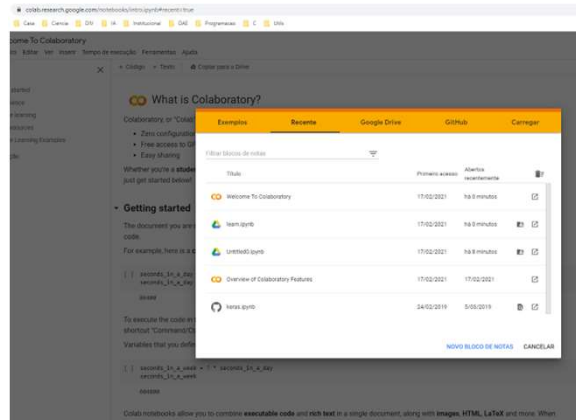 colab.research.google.com/notebooks/intro.ipynb#recent=true
Casa Ciencia DIV IA Institucional DAE Programacao C Utils
ome To Colaboratory
Editar Ver Inserir Tempo de execução Ferramentas Ajuda
+ Código + Texto Copiar para o Drive
What is Colaboratory?
Colaboratory, or "Colab"
Zero configuration
Free access to GP
Easy sharing
Whether you're a stude
just get started below!
Getting started
The document you are
code.
For example, here is a c
[ ] seconds_in_a_day
seconds_in_a_day
86400
To execute the code in
shortcut "Command/Ct
Variables that you define
[ ] seconds_in_a_week = 7 * seconds_in_a_day
seconds_in_a_week
604800
Colab notebooks allow you to combine executable code and rich text in a single document, along with images, HTML, LaTeX and more. When
Exemplos Recente Google Drive GitHub Carregar
Filtrar blocos de notas
Título Primeiro acesso Abertos recentemente
Welcome To Colaboratory 17/02/2021 há 0 minutos
learn.ipynb 17/02/2021 há 8 minutos
Untitled0.ipynb 17/02/2021 há 8 minutos
Overview of Colaboratory Features 17/02/2021 17/02/2021
keras.ipynb 24/02/2019 5/03/2019
NOVO BLOCO DE NOTAS CANCELAR